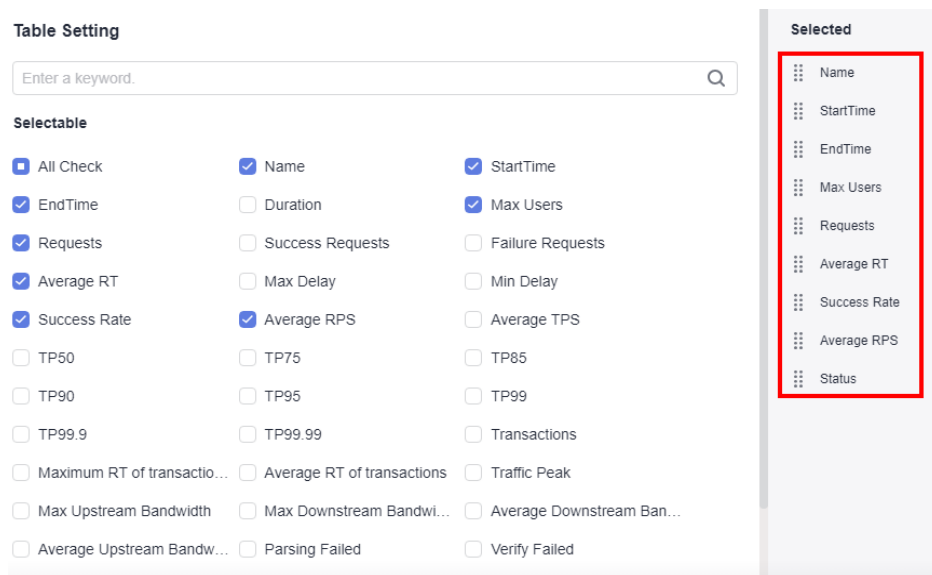 Table Setting
Enter a keyword.
Selectable
All Check
Name
StartTime
EndTime
Duration
Max Users
Requests
Success Requests
Failure Requests
Average RT
Max Delay
Min Delay
Success Rate
Average RPS
Average TPS
TP50
TP75
TP85
TP90
TP95
TP99
TP99.9
TP99.99
Transactions
Maximum RT of transactio...
Average RT of transactions
Traffic Peak
Max Upstream Bandwidth
Max Downstream Bandwi...
Average Downstream Ban...
Average Upstream Bandw...
Parsing Failed
Verify Failed
Selected
Name
StartTime
EndTime
Max Users
Requests
Average RT
Success Rate
Average RPS
Status